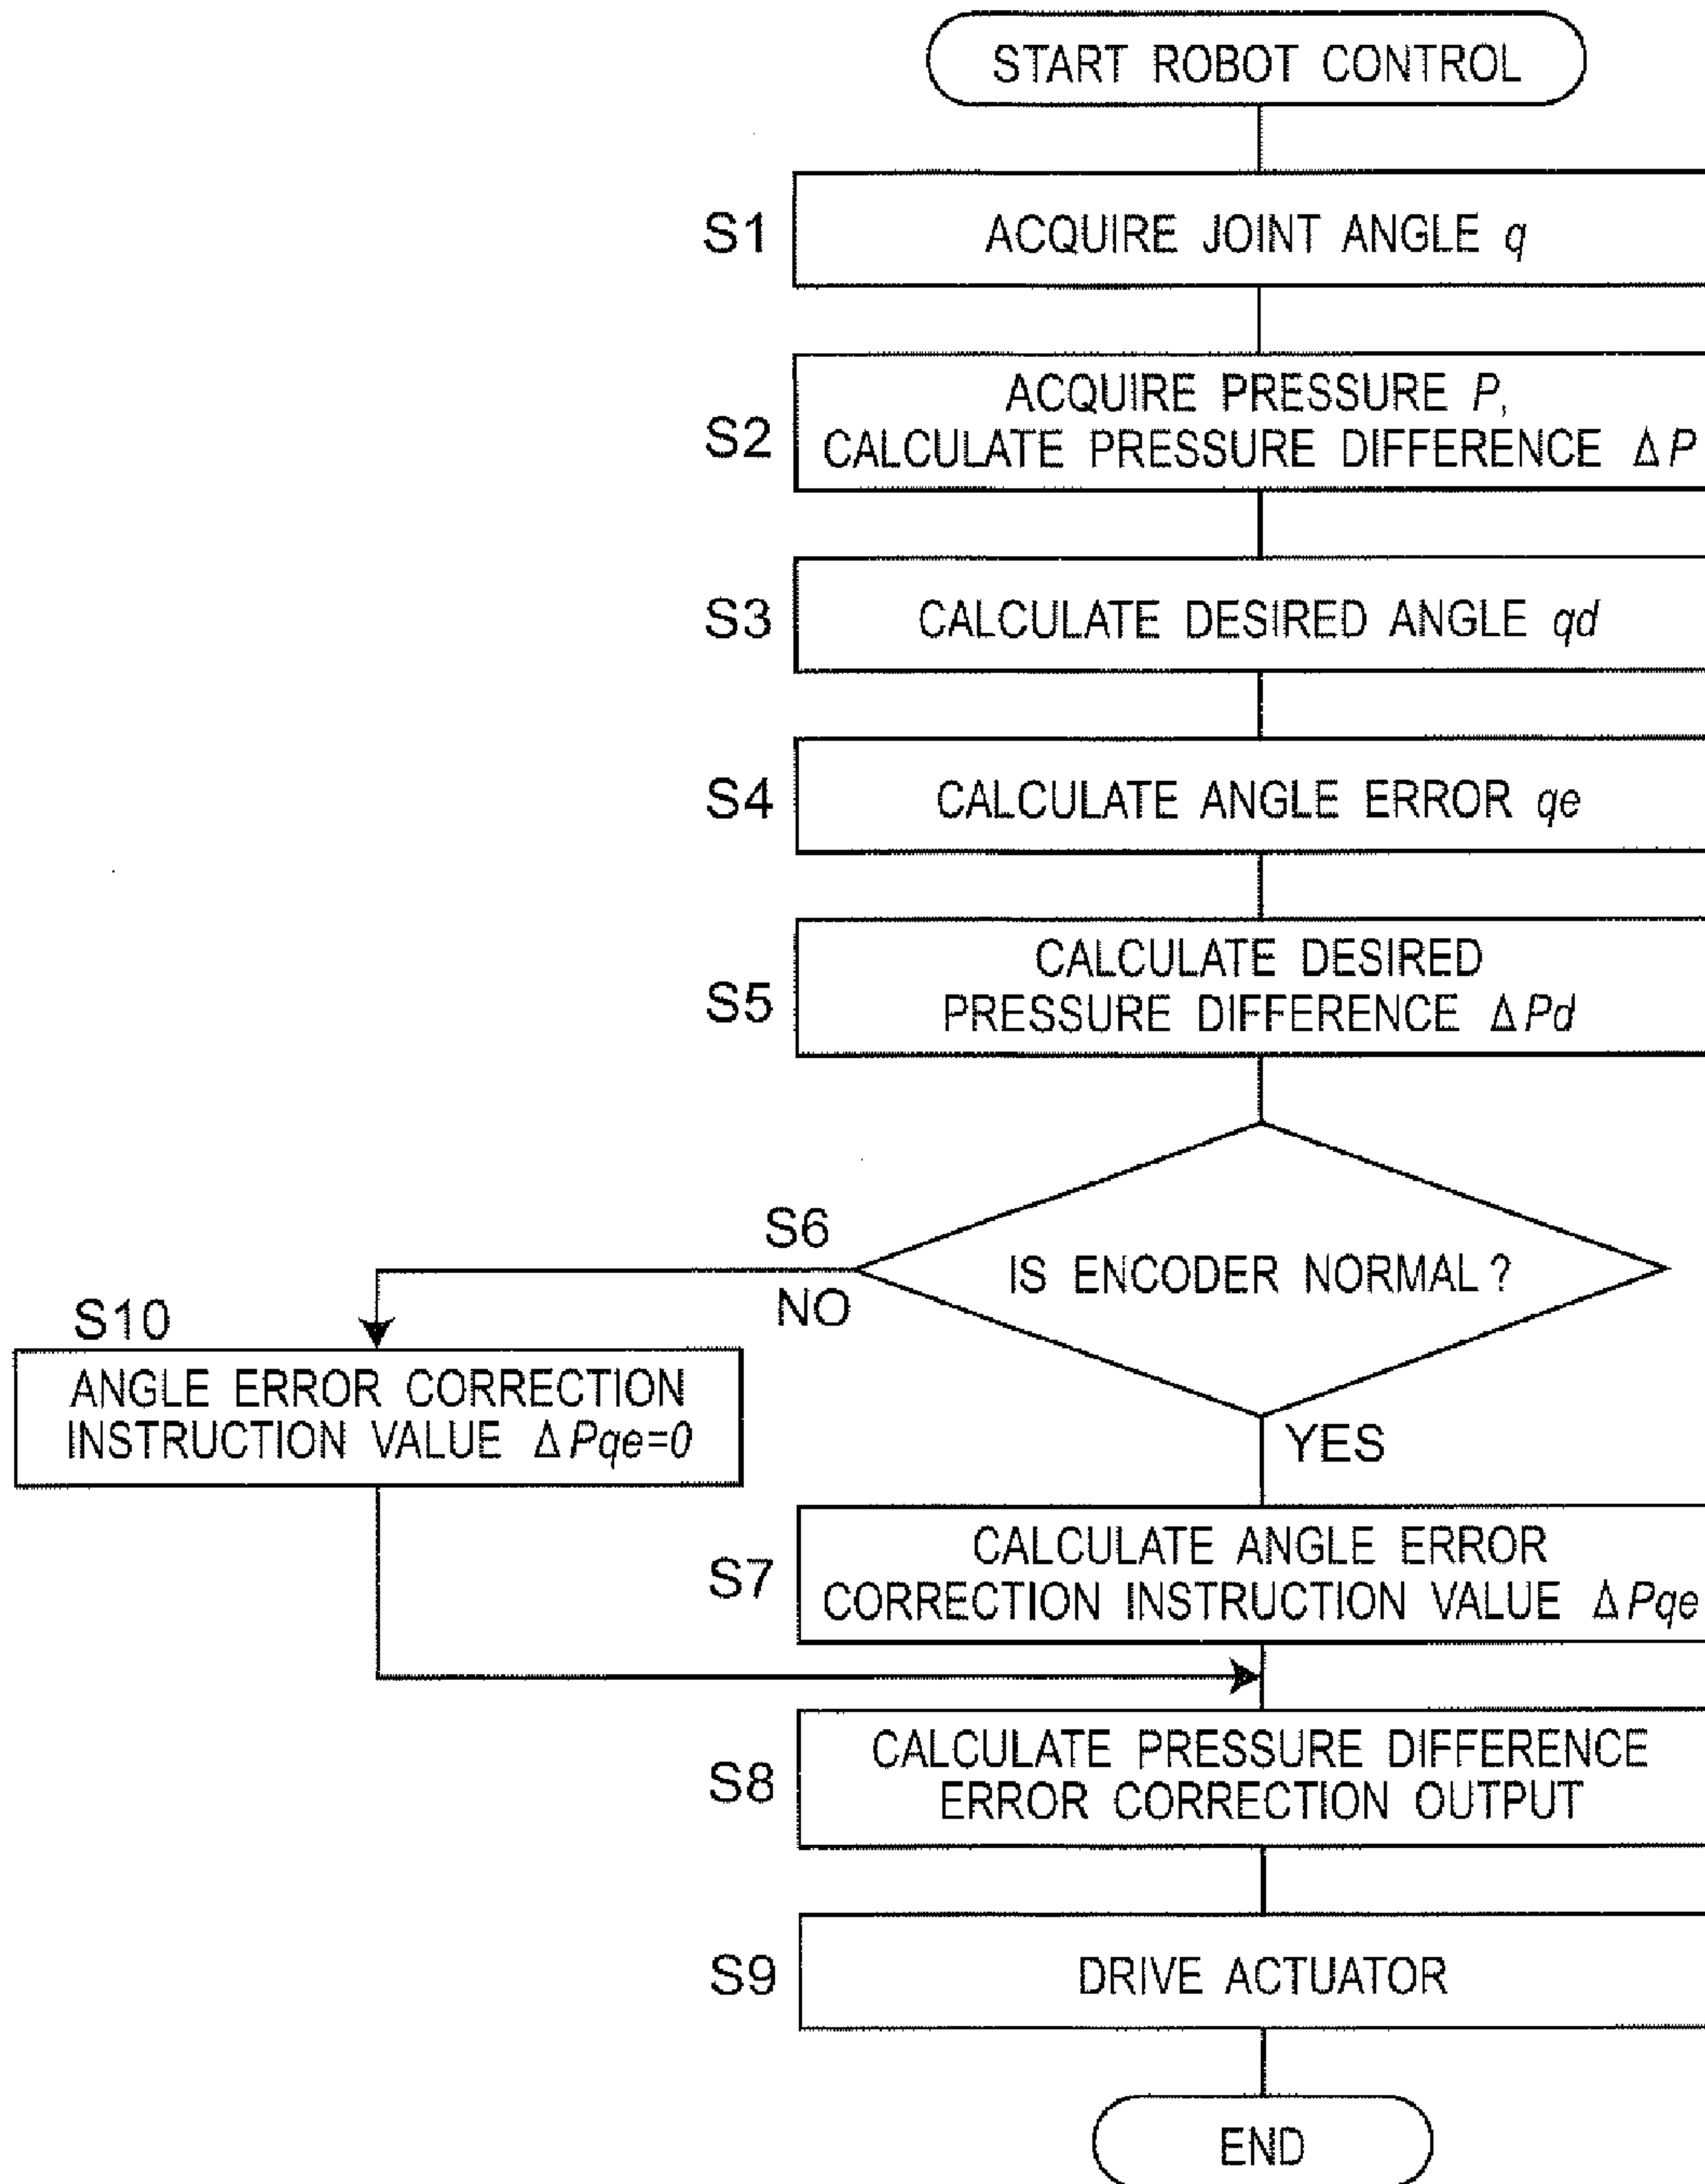 START ROBOT CONTROL
S1
ACQUIRE JOINT ANGLE q
S2
ACQUIRE PRESSURE P,
CALCULATE PRESSURE DIFFERENCE ΔP
S3
CALCULATE DESIRED ANGLE qd
S4
CALCULATE ANGLE ERROR qe
S5
CALCULATE DESIRED
PRESSURE DIFFERENCE ΔPd
S6
IS ENCODER NORMAL?
NO
YES
S10
ANGLE ERROR CORRECTION
INSTRUCTION VALUE ΔPqe=0
S7
CALCULATE ANGLE ERROR
CORRECTION INSTRUCTION VALUE ΔPqe
S8
CALCULATE PRESSURE DIFFERENCE
ERROR CORRECTION OUTPUT
S9
DRIVE ACTUATOR
END